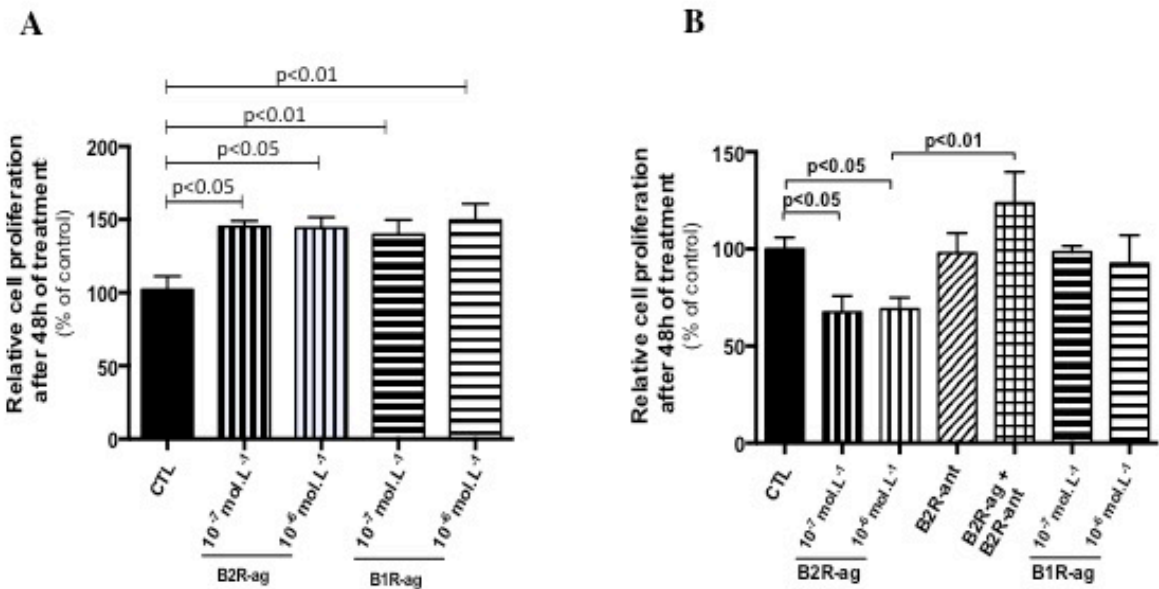 A
p<0.01
p<0.01
p<0.05
p<0.05
Relative cell proliferation
after 48h of treatment
(% of control)
200
150
100
50
0
CTL
10⁻⁷ mol.L⁻¹
10⁻⁶ mol.L⁻¹
10⁻⁷ mol.L⁻¹
10⁻⁶ mol.L⁻¹
B2R-ag
B1R-ag
B
p<0.01
p<0.05
p<0.05
Relative cell proliferation
after 48h of treatment
(% of control)
150
100
50
0
CTL
10⁻⁷ mol.L⁻¹
10⁻⁶ mol.L⁻¹
B2R-ant
B2R-ag +
B2R-ant
10⁻⁷ mol.L⁻¹
10⁻⁶ mol.L⁻¹
B2R-ag
B1R-ag